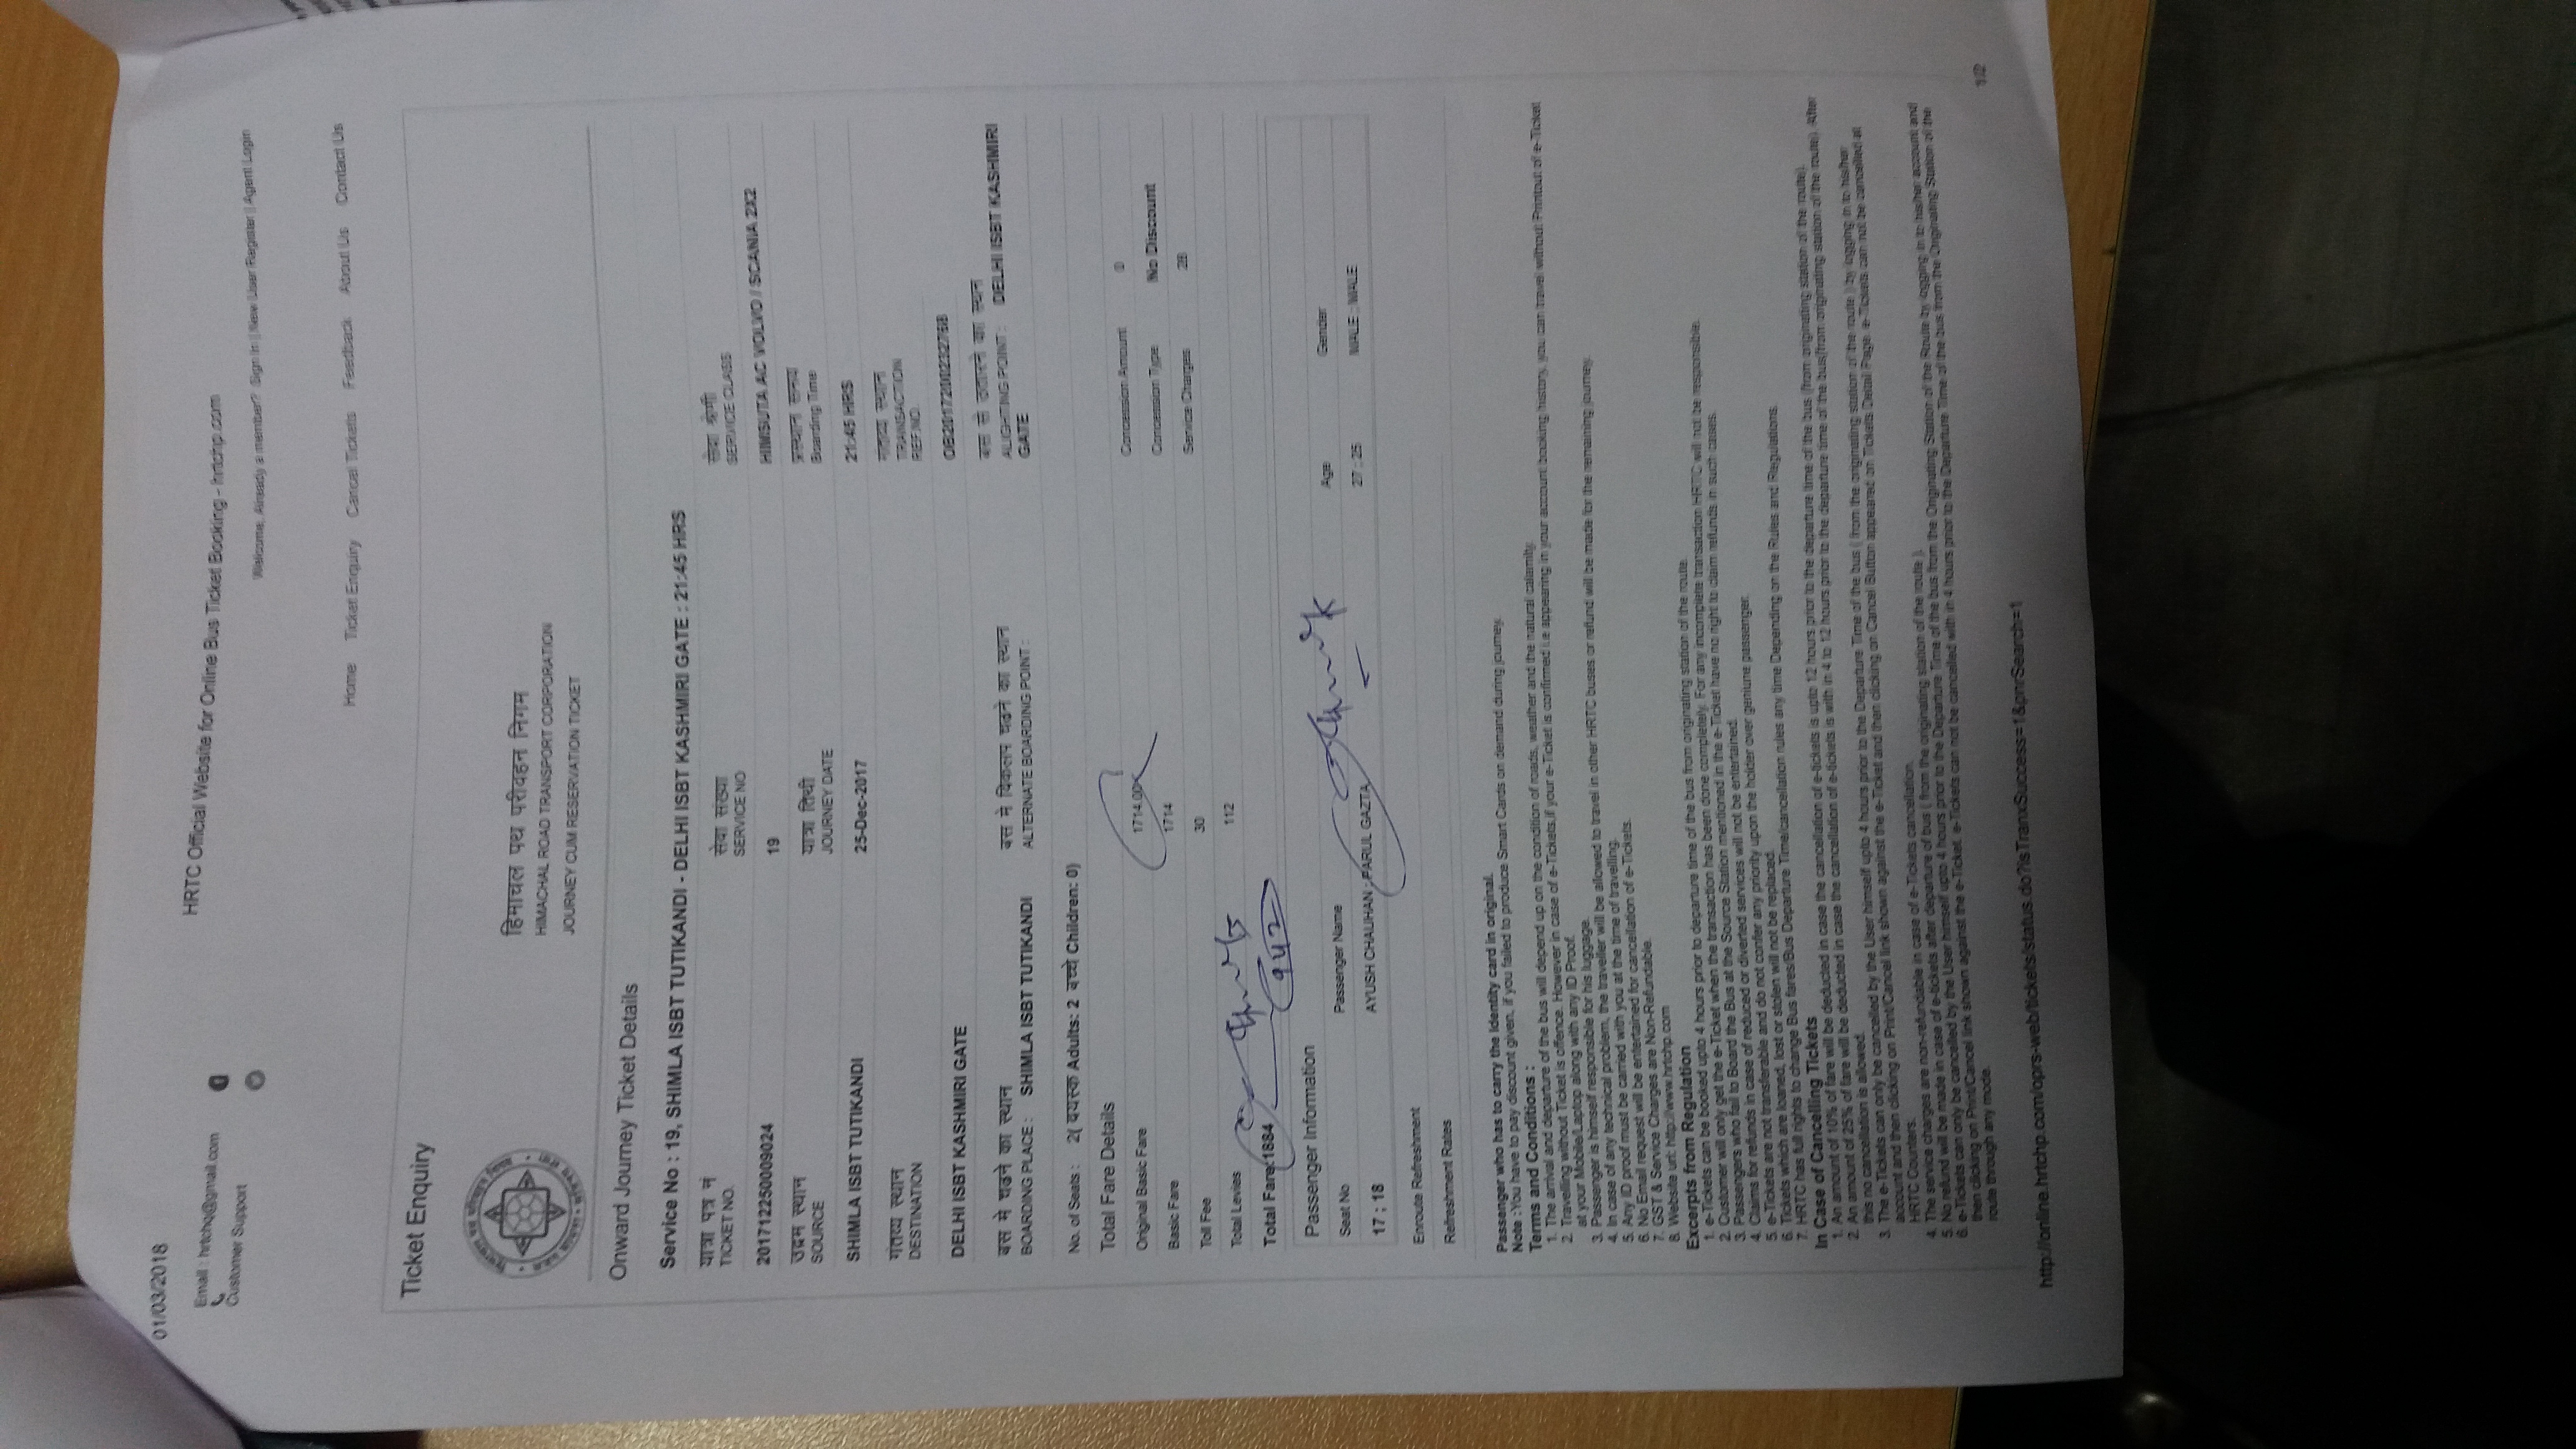 01/03/2018
HRTC Official Website for Online Bus Ticket Booking - hrtchp.com
Email : hrtchq@gmail.com
Customer Support
Welcome, Already a member? Sign In | New User Register | Agent Login
Home Ticket Enquiry Cancel Tickets Feedback About Us Contact Us
Ticket Enquiry
हिमाचल पथ परीवहन निगम
HIMACHAL ROAD TRANSPORT CORPORATION
JOURNEY CUM RESERVATION TICKET
Onward Journey Ticket Details
Service No : 19, SHIMLA ISBT TUTIKANDI - DELHI ISBT KASHMIRI GATE : 21:45 HRS
यात्रा पत्र नं सेवा संख्या सेवा श्रेणी
TICKET NO. SERVICE NO SERVICE CLASS
201712250009024 19 HIMSUTA AC VOLVO / SCANIA 2X2
उद्गम स्थान यात्रा तिथी प्रस्थान समय
SOURCE JOURNEY DATE Boarding Time
SHIMLA ISBT TUTIKANDI 25-Dec-2017 21:45 HRS
गंतव्य स्थान गंतव्य स्थान
DESTINATION TRANSACTION
REF.NO.
DELHI ISBT KASHMIRI GATE OB2017200232768
बस मे चढने का स्थान बस मे विकलप चढने का स्थान बस से उतारने का स्थान
BOARDING PLACE : SHIMLA ISBT TUTIKANDI ALTERNATE BOARDING POINT : ALIGHTING POINT : DELHI ISBT KASHMIRI
GATE
No. of Seats : 2( वयस्क Adults: 2 बच्चे Children: 0)
Total Fare Details
Original Basic Fare 1714.00 Concession Amount 0
Basic Fare 1714 Concession Type No Discount
Toll Fee 30 Service Charges 28
Total Levies 112
Total Fare:1884
942
Passenger Information
Seat No Passenger Name Age Gender
17 ; 18 AYUSH CHAUHAN ; PARUL GAZTA 27 ; 25 MALE ; MALE
Enroute Refreshment
Refreshment Rates
Passenger who has to carry the Identity card in original.
Note :You have to pay discount given, if you failed to produce Smart Cards on demand during journey.
Terms and Conditions :
1. The arrival and departure of the bus will depend up on the condition of roads, weather and the natural calamity.
2. Travelling without Ticket is offence. However in case of e-Tickets,if your e-Ticket is confirmed i.e appearing in your account booking history, you can travel without Printout of e-Ticket
at your Mobile/Laptop along with any ID Proof.
3. Passenger is himself responsible for his luggage.
4. In case of any technical problem, the traveller will be allowed to travel in other HRTC buses or refund will be made for the remaining journey.
5. Any ID proof must be carried with you at the time of travelling.
6. No Email request will be entertained for cancellation of e-Tickets.
7. GST & Service Charges are Non-Refundable.
8. Website url: http://www.hrtchp.com
Excerpts from Regulation
1. e-Tickets can be booked upto 4 hours prior to departure time of the bus from originating station of the route.
2. Customer will only get the e-Ticket when the transaction has been done completely. For any incomplete transaction HRTC will not be responsible.
3. Passengers who fail to Board the Bus at the Source Station mentioned in the e-Ticket have no right to claim refunds in such cases.
4. Claims for refunds in case of reduced or diverted services will not be entertained.
5. e-Tickets are not transferable and do not confer any priority upon the holder over geniune passenger.
6. Tickets which are loaned, lost or stolen will not be replaced.
7. HRTC has full rights to change Bus fares/Bus Departure Time/cancellation rules any time Depending on the Rules and Regulations.
In Case of Cancelling Tickets
1. An amount of 10% of fare will be deducted in case the cancellation of e-tickets is upto 12 hours prior to the departure time of the bus (from originating station of the route).
2. An amount of 25% of fare will be deducted in case the cancellation of e-tickets is with in 4 to 12 hours prior to the departure time of the bus(from originating station of the route). After
this no cancellation is allowed.
3. The e-Tickets can only be cancelled by the User himself upto 4 hours prior to the Departure Time of the bus ( from the originating station of the route ) by logging in to his/her
account and then clicking on Print/Cancel link shown against the e-Ticket and then clicking on Cancel Button appeared on Tickets Detail Page. e-Tickets can not be cancelled at
HRTC Counters.
4. The service charges are non-refundable in case of e-Tickets cancellation.
5. No refund will be made in case of e-tickets after departure of bus ( from the originating station of the route ).
6. e-Tickets can only be cancelled by the User himself upto 4 hours prior to the Departure Time of the bus from the Originating Station of the Route by logging in to his/her account and
then clicking on Print/Cancel link shown against the e-Ticket. e-Tickets can not be cancelled with in 4 hours prior to the Departure Time of the bus from the Originating Station of the
route through any mode.
http://online.hrtchp.com/oprs-web/tickets/status.do?isTranxSuccess=1&pnrSearch=1 1/2